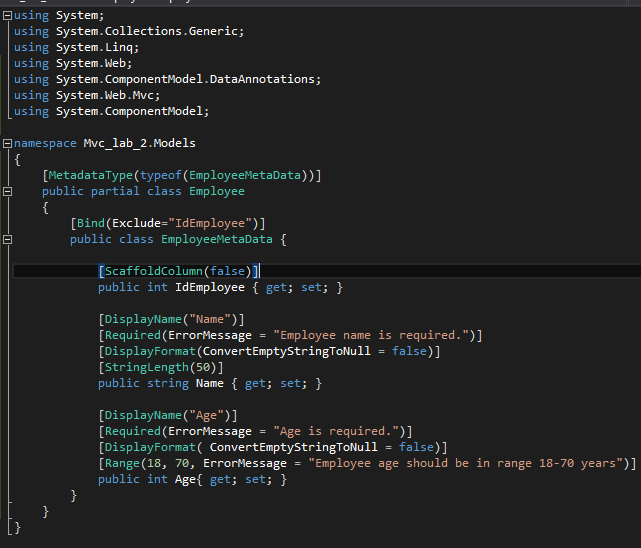 using System;
using System.Collections.Generic;
using System.Linq;
using System.Web;
using System.ComponentModel.DataAnnotations;
using System.Web.Mvc;
using System.ComponentModel;
namespace Mvc_lab_2.Models
{
[MetadataType(typeof(EmployeeMetaData))]
public partial class Employee
{
[Bind(Exclude="IdEmployee")]
public class EmployeeMetaData {
[ScaffoldColumn(false)]
public int IdEmployee { get; set; }
[DisplayName("Name")]
[Required(ErrorMessage = "Employee name is required.")]
[DisplayFormat(ConvertEmptyStringToNull = false)]
[StringLength(50)]
public string Name { get; set; }
[DisplayName("Age")]
[Required(ErrorMessage = "Age is required.")]
[DisplayFormat( ConvertEmptyStringToNull = false)]
[Range(18, 70, ErrorMessage = "Employee age should be in range 18-70 years")]
public int Age{ get; set; }
}
}
}